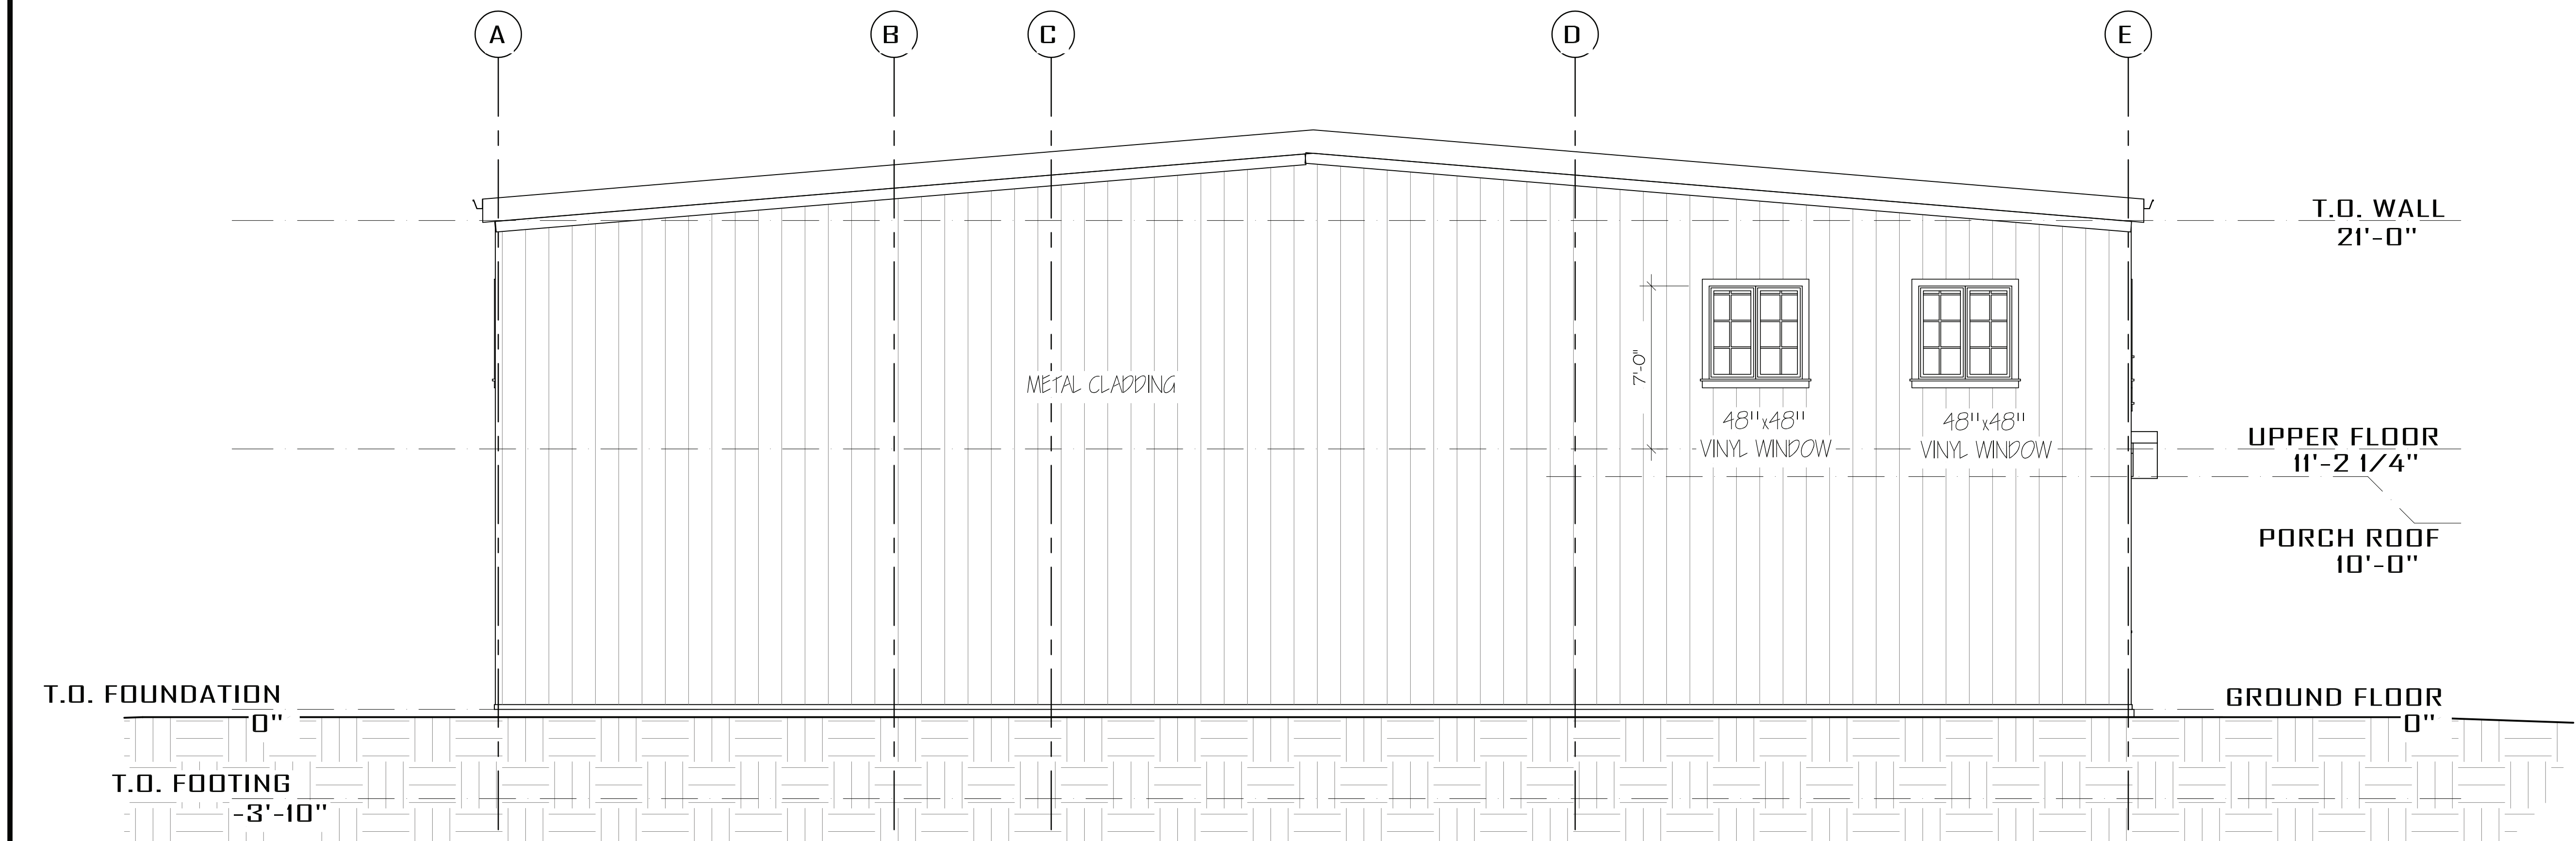 A
B
C
D
E
T.O. WALL
21'-0"
7'-0"
METAL CLADDING
48"x48"
VINYL WINDOW
48"x48"
VINYL WINDOW
UPPER FLOOR
11'-2 1/4"
PORCH ROOF
10'-0"
T.O. FOUNDATION
0"
GROUND FLOOR
0"
T.O. FOOTING
-3'-10"